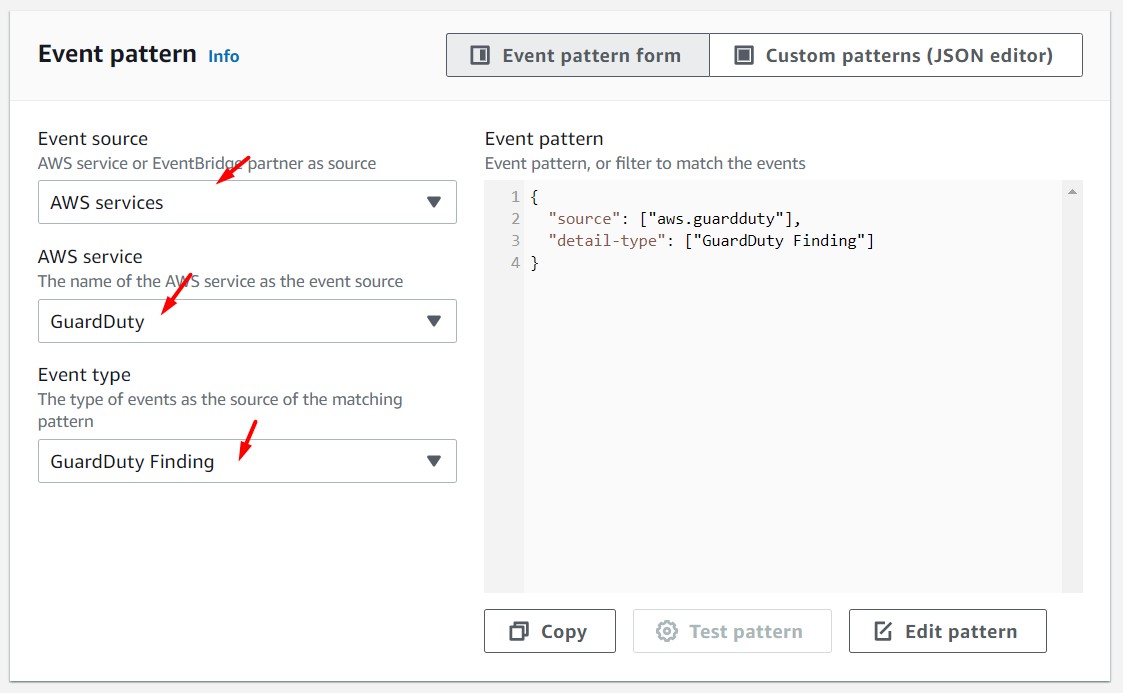 Event pattern Info
Event pattern form
Custom patterns (JSON editor)
Event source
AWS service or EventBridge partner as source
AWS services
AWS service
The name of the AWS service as the event source
GuardDuty
Event type
The type of events as the source of the matching
pattern
GuardDuty Finding
Event pattern
Event pattern, or filter to match the events
1 {
2   "source": ["aws.guardduty"],
3   "detail-type": ["GuardDuty Finding"]
4 }
Copy
Test pattern
Edit pattern